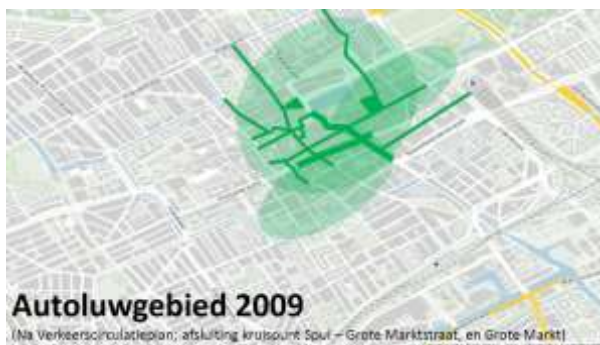 Autoluwgebied 2009
(Na Verkeerscirculatieplan; afsluiting kruispunt Spui – Grote Marktstraat, en Grote Markt)